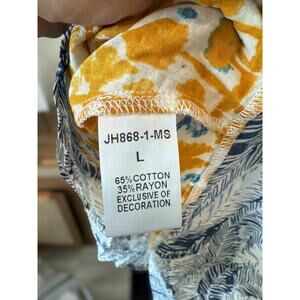 JH868-1-MS
L
65%COTTON
35%RAYON
EXCLUSIVE OF
DECORATION